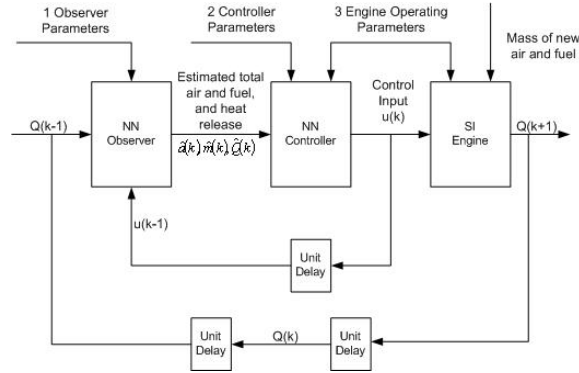 1 Observer
Parameters
2 Controller
Parameters
3 Engine Operating
Parameters
Mass of new
air and fuel
Estimated total
air and fuel,
and heat
release
Control
Input
u(k)
Q(k-1)
NN
Observer
NN
Controller
SI
Engine
Q(k+1)
u(k-1)
Unit
Delay
Unit
Delay
Q(k)
Unit
Delay